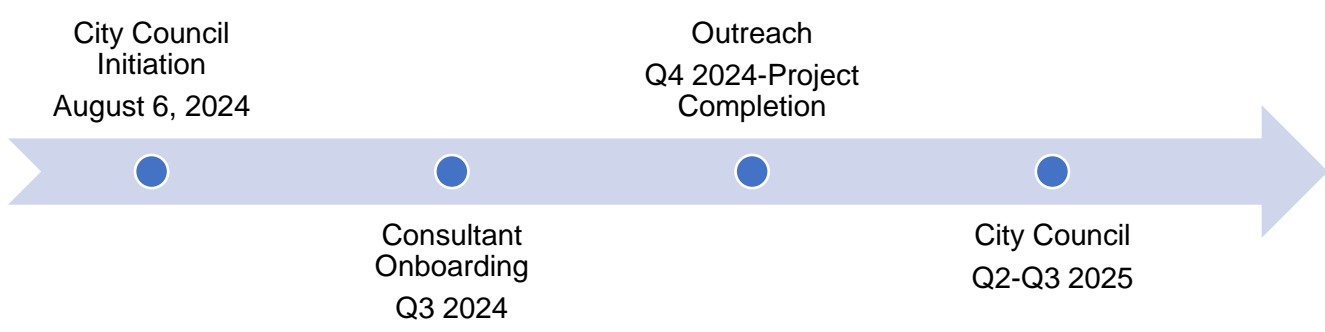 City Council
Initiation
August 6, 2024
Consultant
Onboarding
Q3 2024
Outreach
Q4 2024-Project
Completion
City Council
Q2-Q3 2025